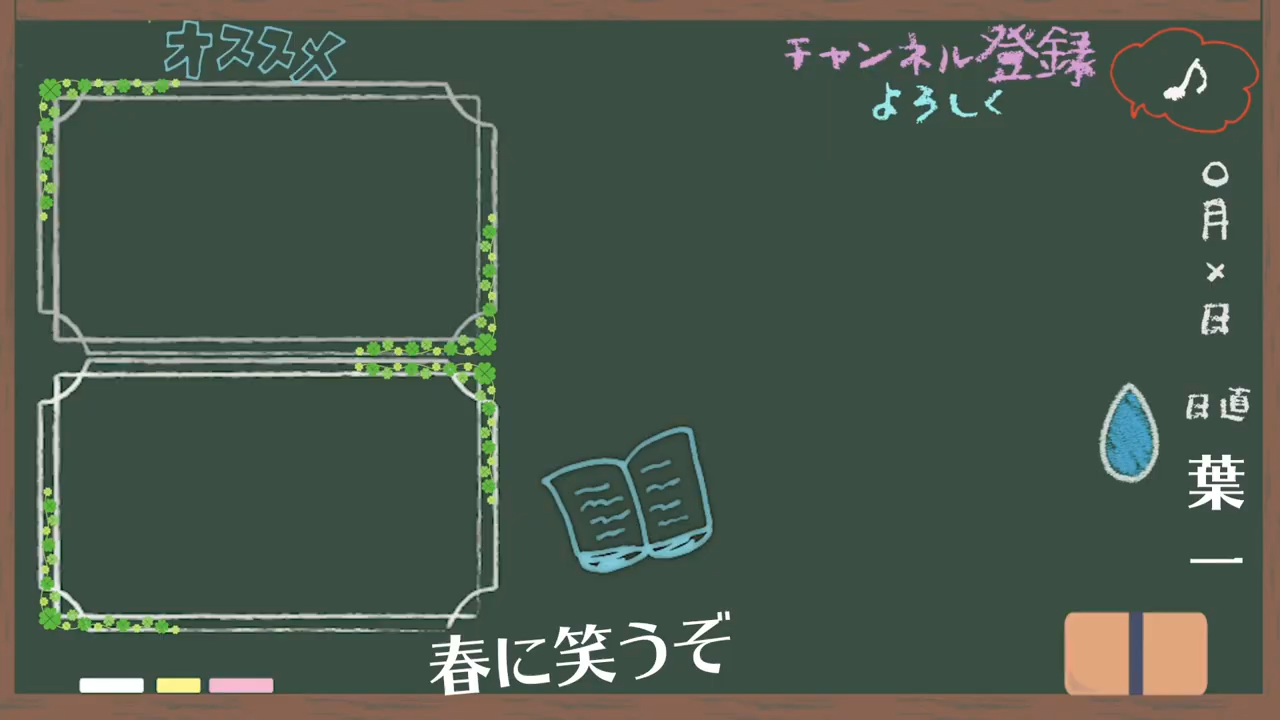 オススメ
チャンネル登録
よろしく
○月×日
日直
葉一
春に笑うぞ